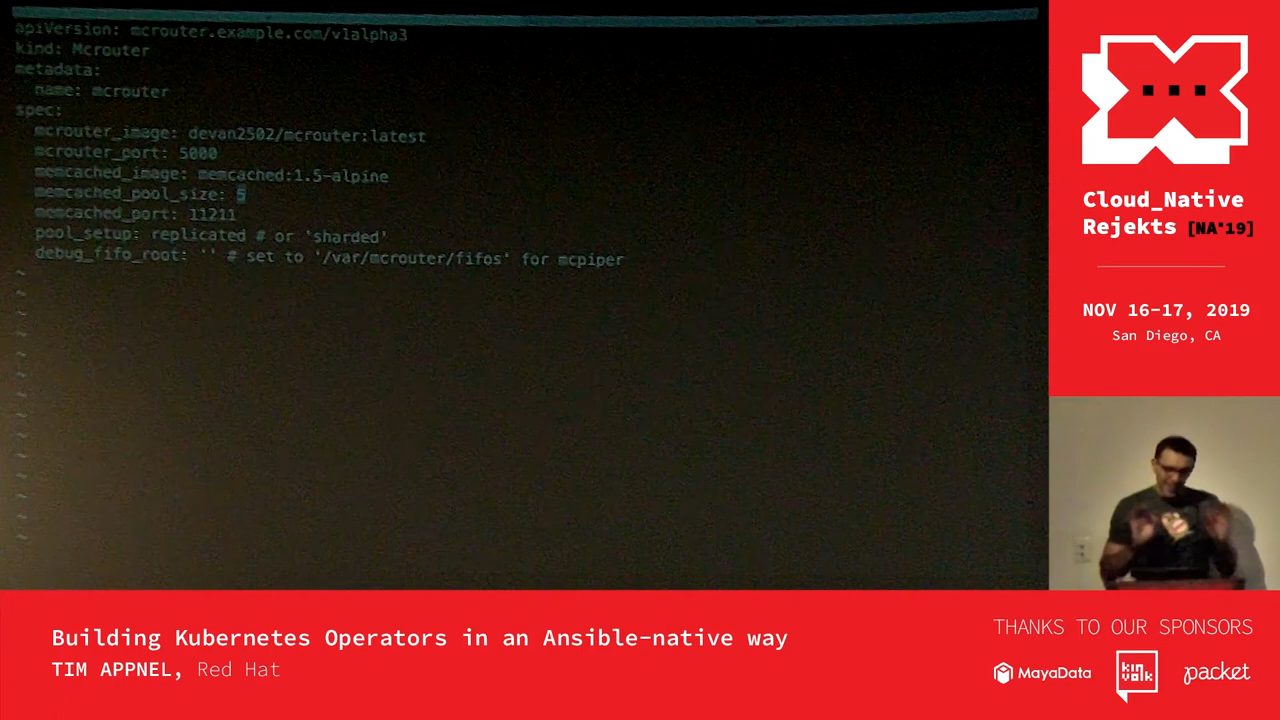 apiVersion: mcrouter.example.com/v1alpha3
kind: Mcrouter
metadata:
  name: mcrouter
spec:
  mcrouter_image: devan2502/mcrouter:latest
  mcrouter_port: 5000
  memcached_image: memcached:1.5-alpine
  memcached_pool_size: 5
  memcached_port: 11211
  pool_setup: replicated # or 'sharded'
  debug_fifo_root: '' # set to '/var/mcrouter/fifos' for mcpiper
~
~
~
~
~
~
~
~
~
~
~
~
~
~
Cloud_Native
Rejekts [NA'19]
NOV 16-17, 2019
San Diego, CA
Building Kubernetes Operators in an Ansible-native way
TIM APPNEL, Red Hat
THANKS TO OUR SPONSORS
MayaData
kinvolk
packet